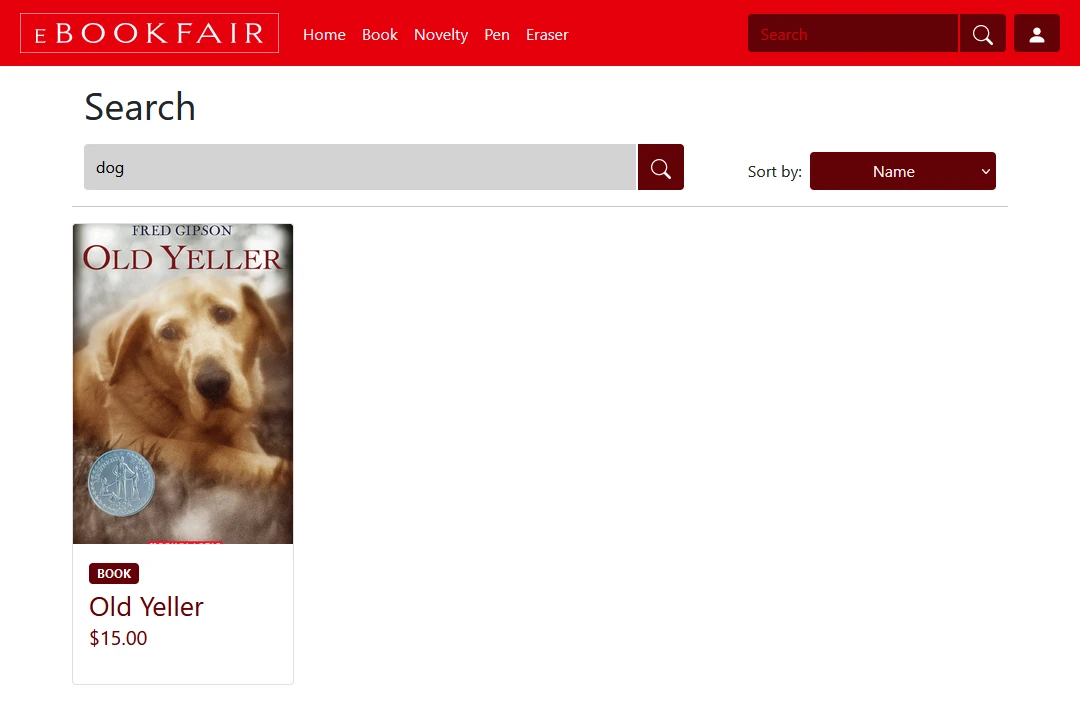 E BOOKFAIR
Home Book Novelty Pen Eraser
Search
Search
dog
Sort by: Name
FRED GIPSON
OLD YELLER
BOOK
Old Yeller
$15.00